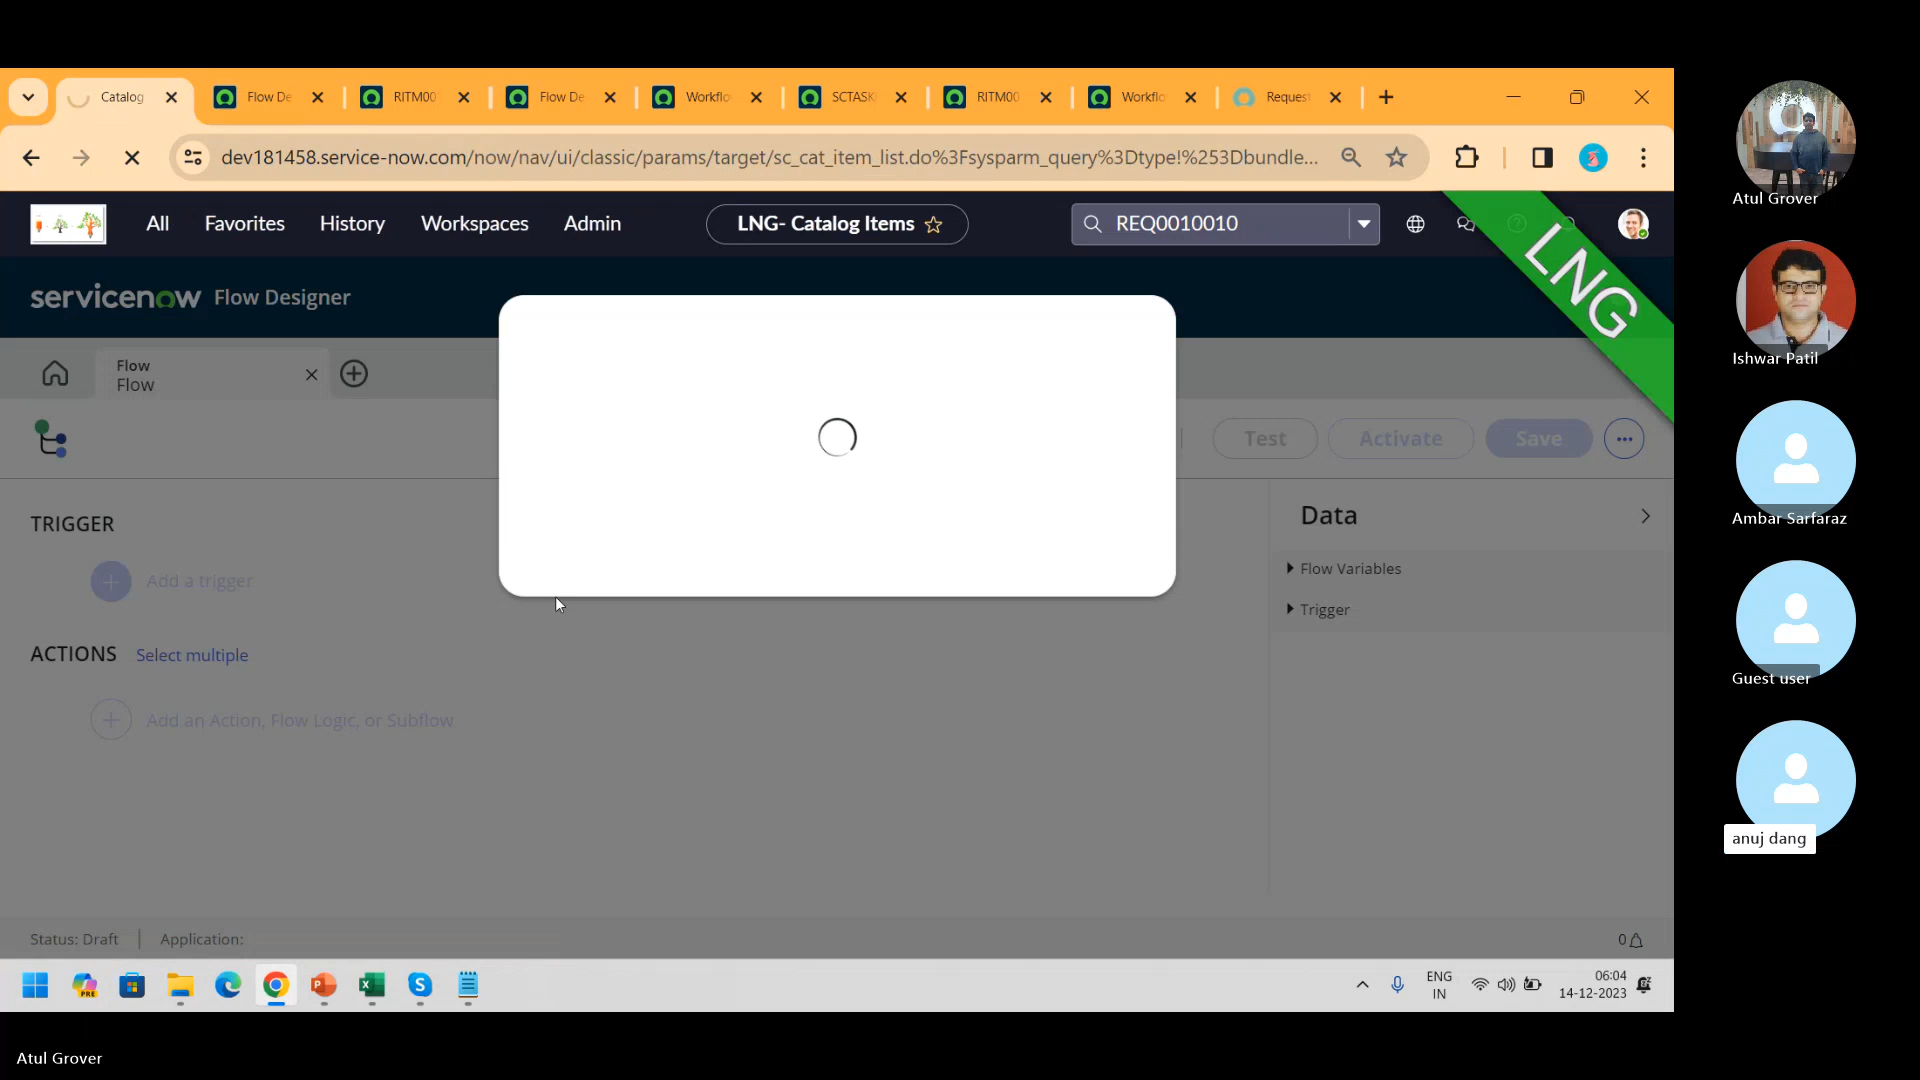 Catalog
Flow De
RITM00
Flow De
Workflo
SCTASK
RITM00
Workflo
Request
dev181458.service-now.com/now/nav/ui/classic/params/target/sc_cat_item_list.do%3Fsysparm_query%3Dtype!%253Dbundle...
All
Favorites
History
Workspaces
Admin
LNG- Catalog Items
REQ0010010
LNG
servicenow Flow Designer
Flow
Flow
Test
Activate
Save
TRIGGER
Add a trigger
ACTIONS
Select multiple
Add an Action, Flow Logic, or Subflow
Data
Flow Variables
Trigger
Status: Draft
Application:
0
PRE
ENG
IN
06:04
14-12-2023
Atul Grover
Ishwar Patil
Ambar Sarfaraz
Guest user
anuj dang
Atul Grover